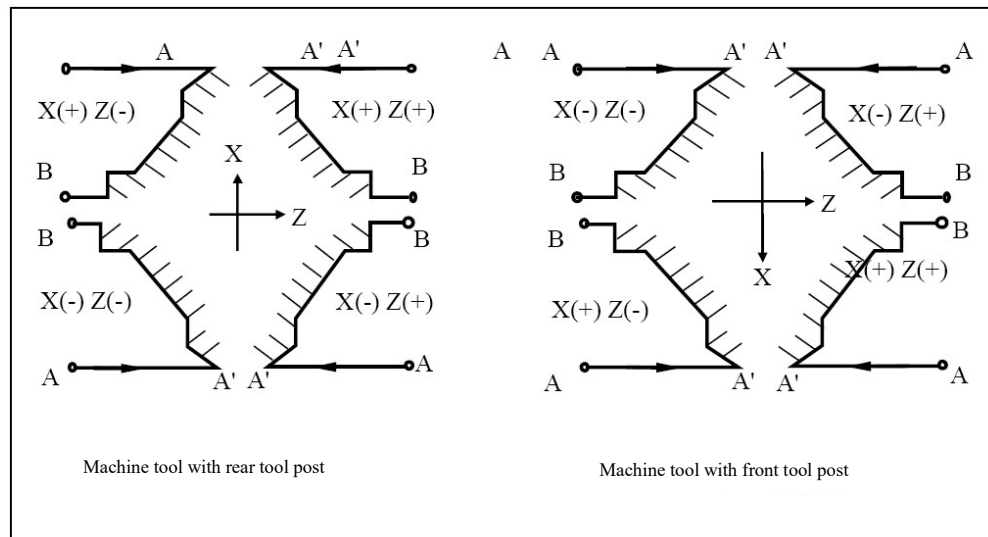 A A' A' A A A' A' A
X(+) Z(-) X(+) Z(+) X(-) Z(-) X(-) Z(+)
X
B B B B
Z Z
B B B B
X
X(-) Z(-) X(-) Z(+) X(+) Z(-) X(+) Z(+)
A A' A' A A A' A' A
Machine tool with rear tool post
Machine tool with front tool post